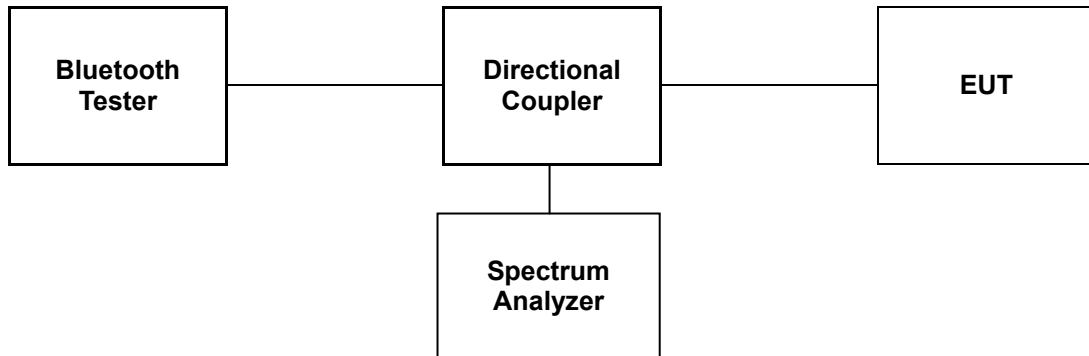 Bluetooth
Tester
Directional
Coupler
EUT
Spectrum
Analyzer